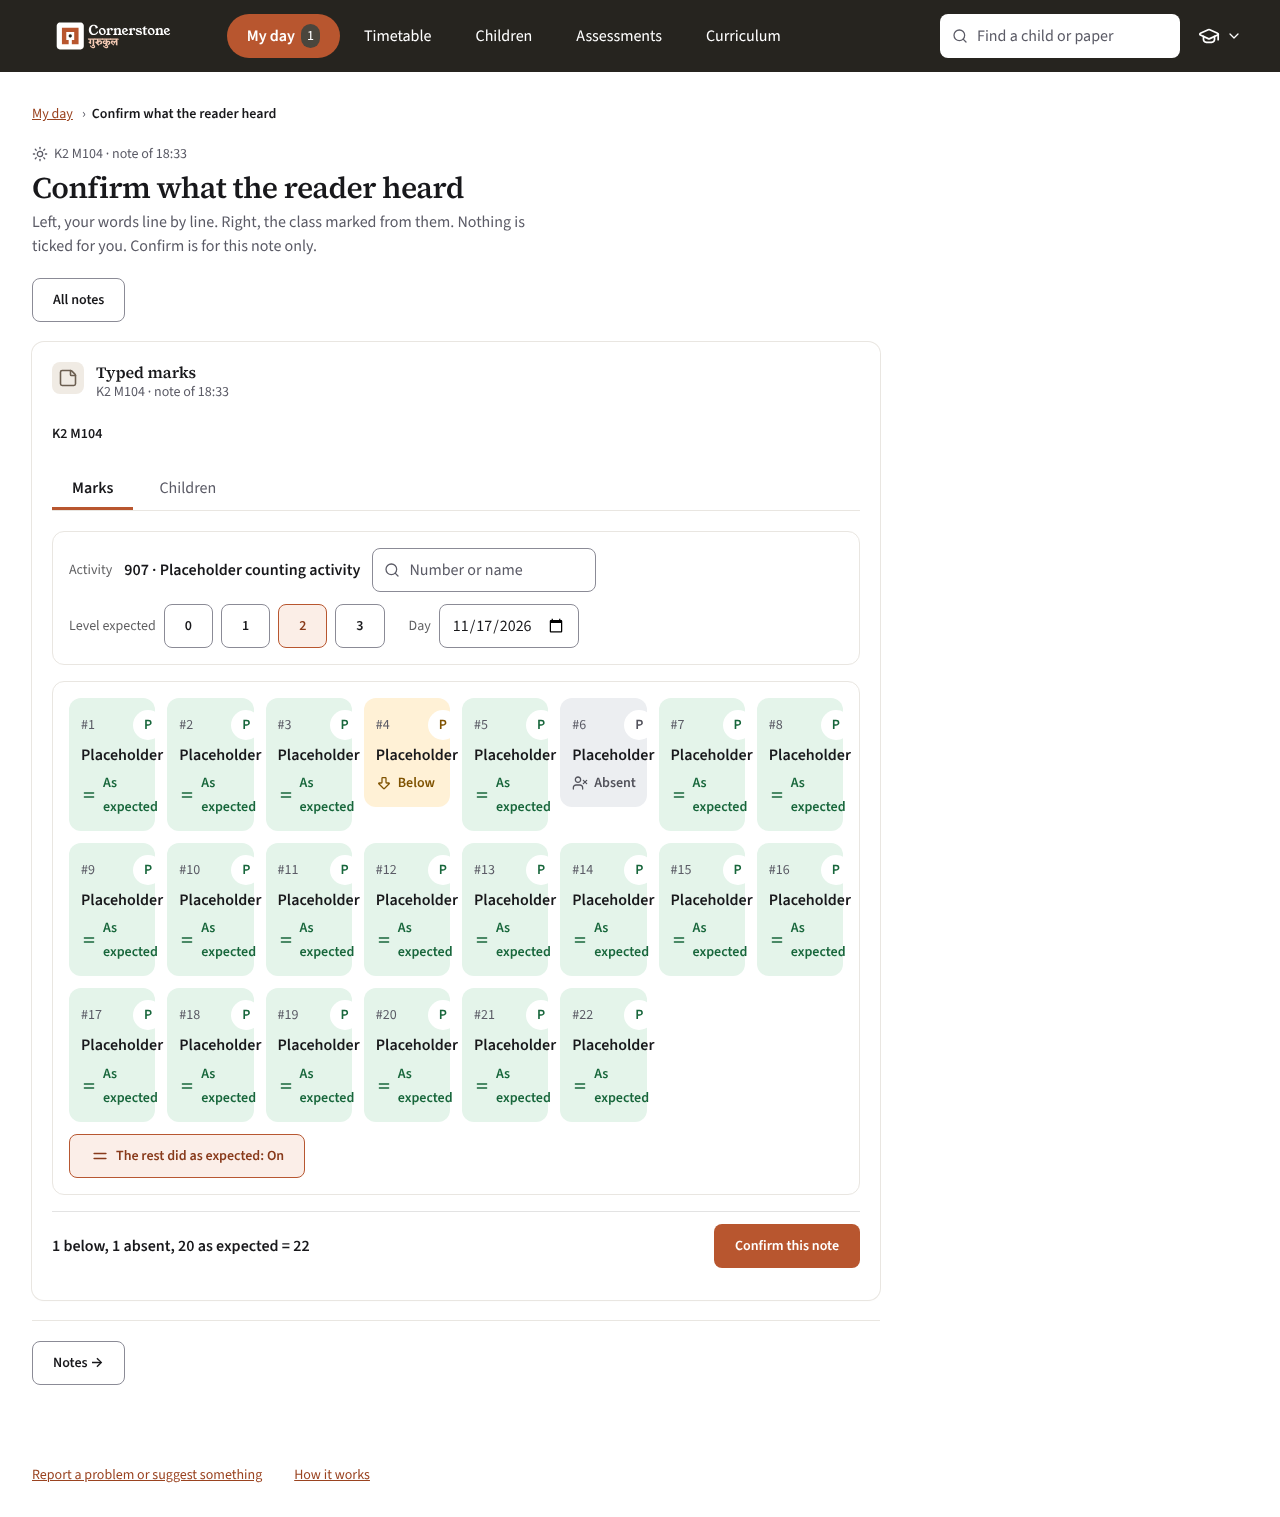 Cornerstone
गुरुकुल
My day 1
Timetable
Children
Assessments
Curriculum
Find a child or paper
My day › Confirm what the reader heard
K2 M104 · note of 18:33
Confirm what the reader heard
Left, your words line by line. Right, the class marked from them. Nothing is
ticked for you. Confirm is for this note only.
All notes
Typed marks
K2 M104 · note of 18:33
K2 M104
Marks Children
Activity 907 · Placeholder counting activity Number or name
Level expected 0 1 2 3 Day 11/17/2026
#1 P #2 P #3 P #4 P #5 P #6 P #7 P #8 P
Placeholder Placeholder Placeholder Placeholder Placeholder Placeholder Placeholder Placeholder
As As As Below As Absent As As
expected expected expected expected expected expected
#9 P #10 P #11 P #12 P #13 P #14 P #15 P #16 P
Placeholder Placeholder Placeholder Placeholder Placeholder Placeholder Placeholder Placeholder
As As As As As As As As
expected expected expected expected expected expected expected expected
#17 P #18 P #19 P #20 P #21 P #22 P
Placeholder Placeholder Placeholder Placeholder Placeholder Placeholder
As As As As As As
expected expected expected expected expected expected
The rest did as expected: On
1 below, 1 absent, 20 as expected = 22
Confirm this note
Notes →
Report a problem or suggest something
How it works